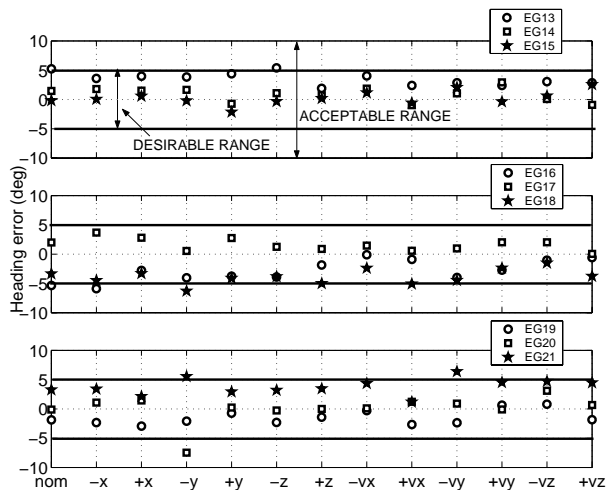 10
5
0
−5
−10
EG13
EG14
EG15
ACCEPTABLE RANGE
DESIRABLE RANGE
Heading error (deg)
10
5
0
−5
−10
EG16
EG17
EG18
10
5
0
−5
−10
EG19
EG20
EG21
nom −x +x −y +y −z +z −vx +vx −vy +vy −vz +vz